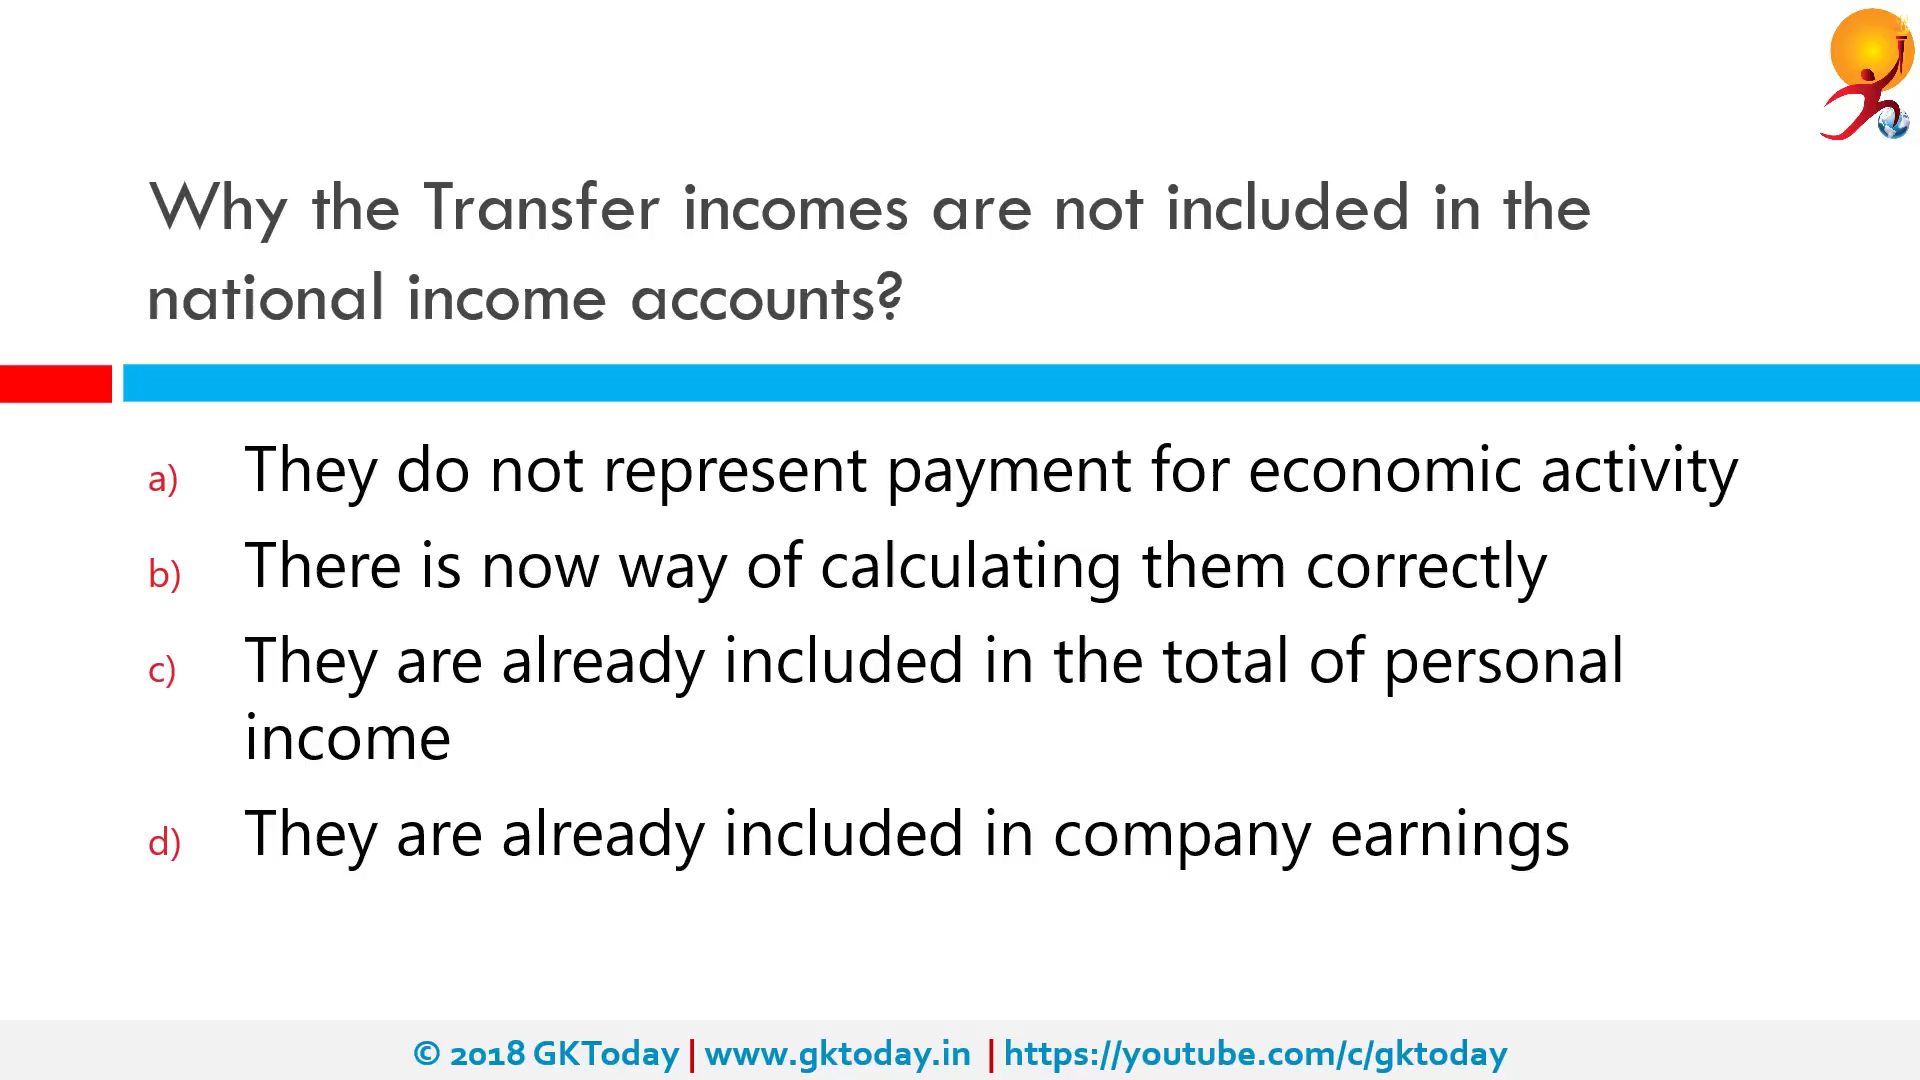 Why the Transfer incomes are not included in the
national income accounts?
a) They do not represent payment for economic activity
b) There is now way of calculating them correctly
c) They are already included in the total of personal
income
d) They are already included in company earnings
© 2018 GKToday | www.gktoday.in | https://youtube.com/c/gktoday